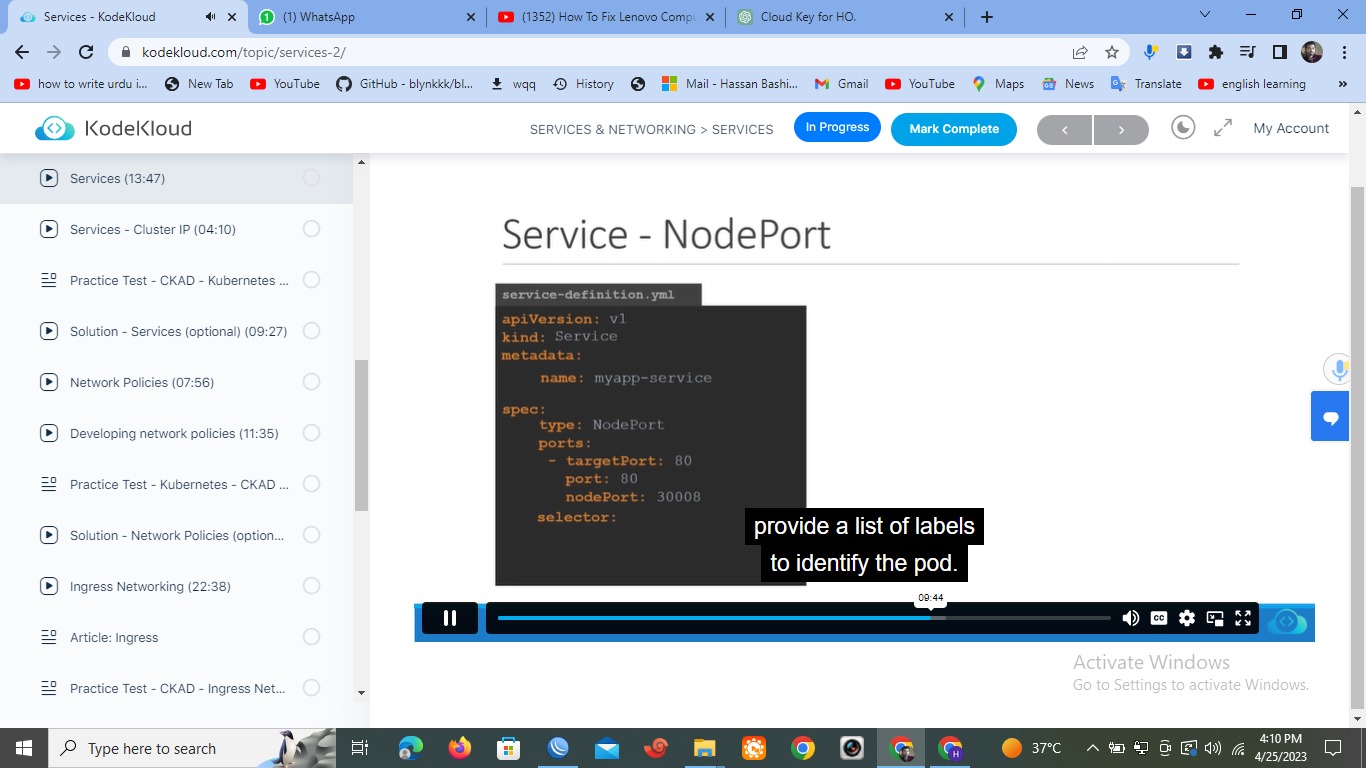 Services - KodeKloud
(1) WhatsApp
(1352) How To Fix Lenovo Compu
Cloud Key for HO.
kodekloud.com/topic/services-2/
how to write urdu i...
New Tab
YouTube
GitHub - blynkkk/bl...
wqq
History
Mail - Hassan Bashi...
Gmail
YouTube
Maps
News
Translate
english learning
»
KodeKloud
SERVICES & NETWORKING > SERVICES
In Progress
Mark Complete
My Account
Services (13:47)
Services - Cluster IP (04:10)
Practice Test - CKAD - Kubernetes ...
Solution - Services (optional) (09:27)
Network Policies (07:56)
Developing network policies (11:35)
Practice Test - Kubernetes - CKAD ...
Solution - Network Policies (option...
Ingress Networking (22:38)
Article: Ingress
Practice Test - CKAD - Ingress Net...
Service - NodePort
service-definition.yml
apiVersion: v1
kind: Service
metadata:
name: myapp-service
spec:
type: NodePort
ports:
- targetPort: 80
port: 80
nodePort: 30008
selector:
provide a list of labels
to identify the pod.
09:44
CC
Activate Windows
Go to Settings to activate Windows.
Type here to search
H
37°C
4:10 PM
4/25/2023